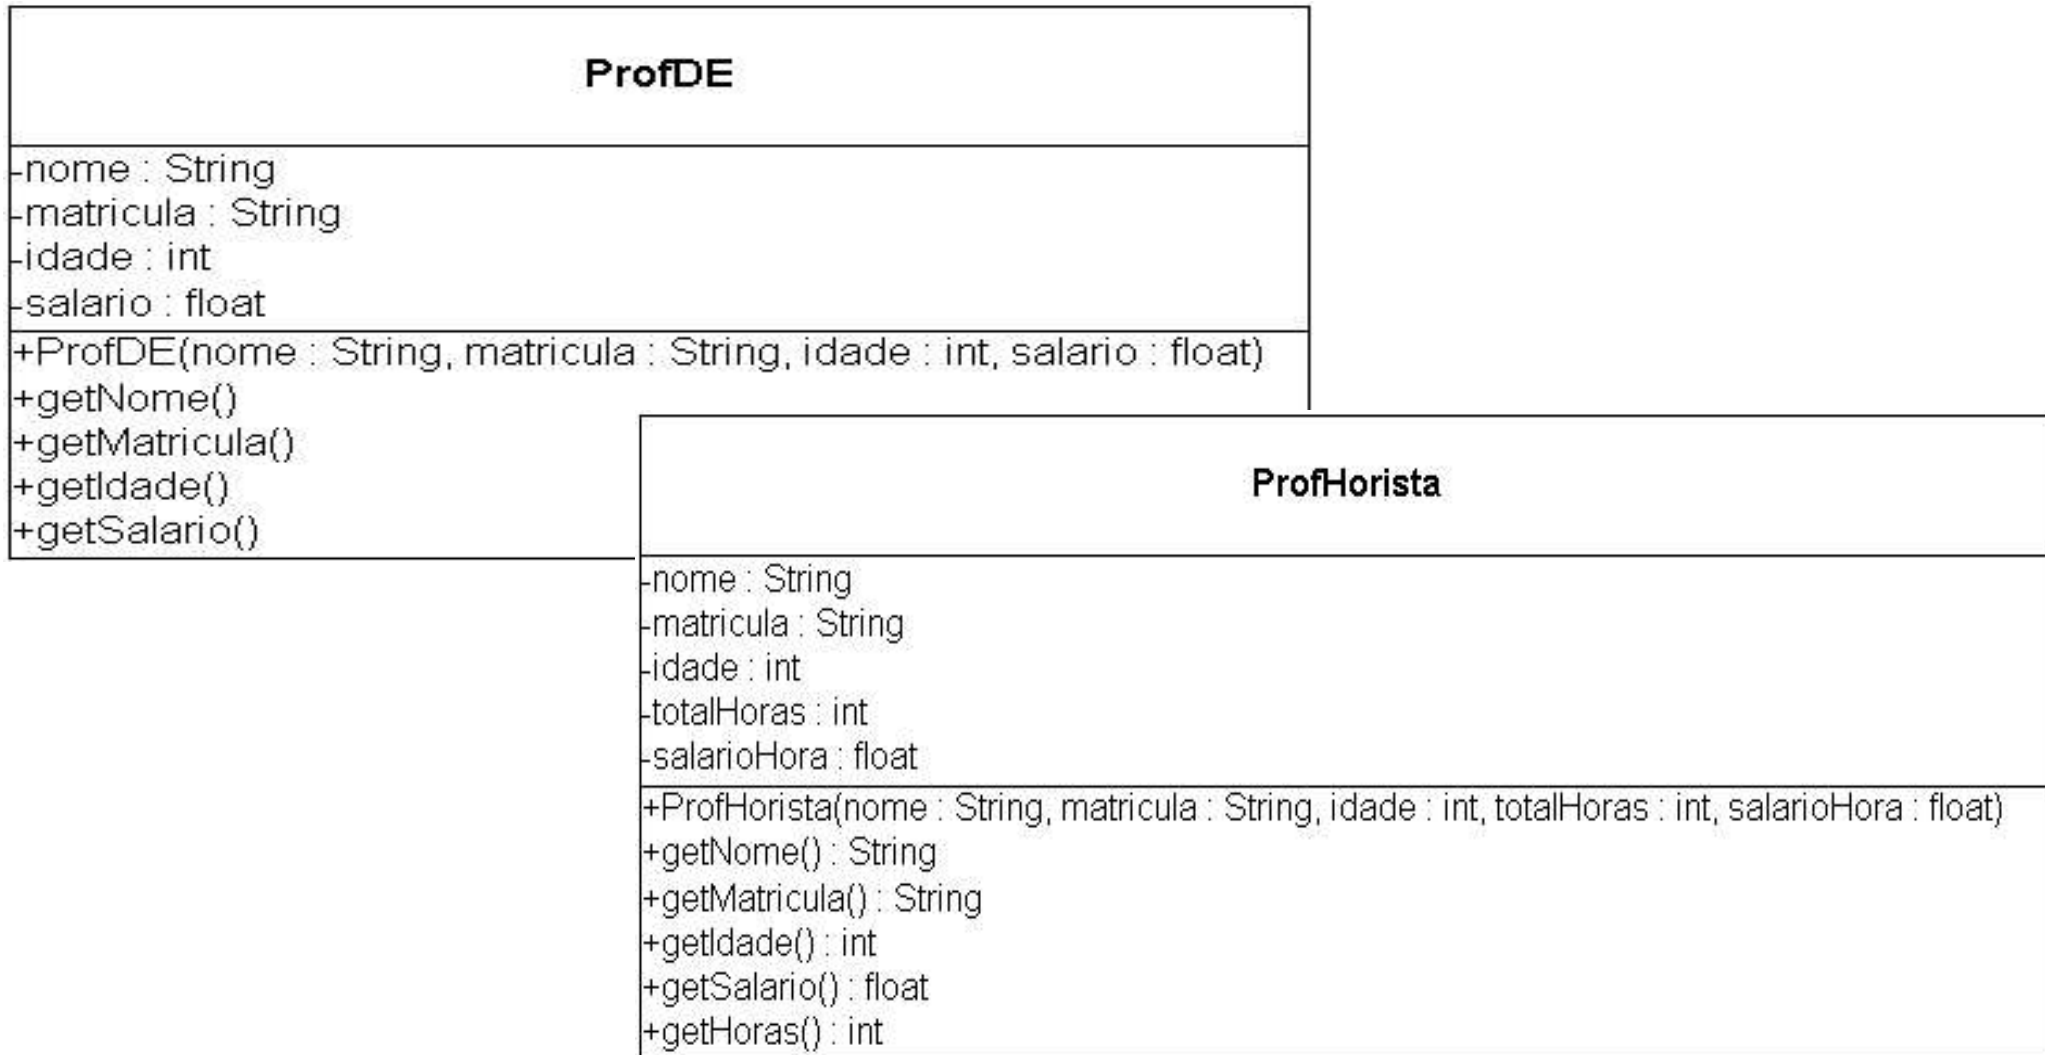 ProfDE
-nome : String
-matricula : String
-idade : int
-salario : float
+ProfDE(nome : String, matricula : String, idade : int, salario : float)
+getNome()
+getMatricula()
+getIdade()
+getSalario()
ProfHorista
-nome : String
-matricula : String
-idade : int
-totalHoras : int
-salarioHora : float
+ProfHorista(nome : String, matricula : String, idade : int, totalHoras : int, salarioHora : float)
+getNome() : String
+getMatricula() : String
+getIdade() : int
+getSalario() : float
+getHoras() : int